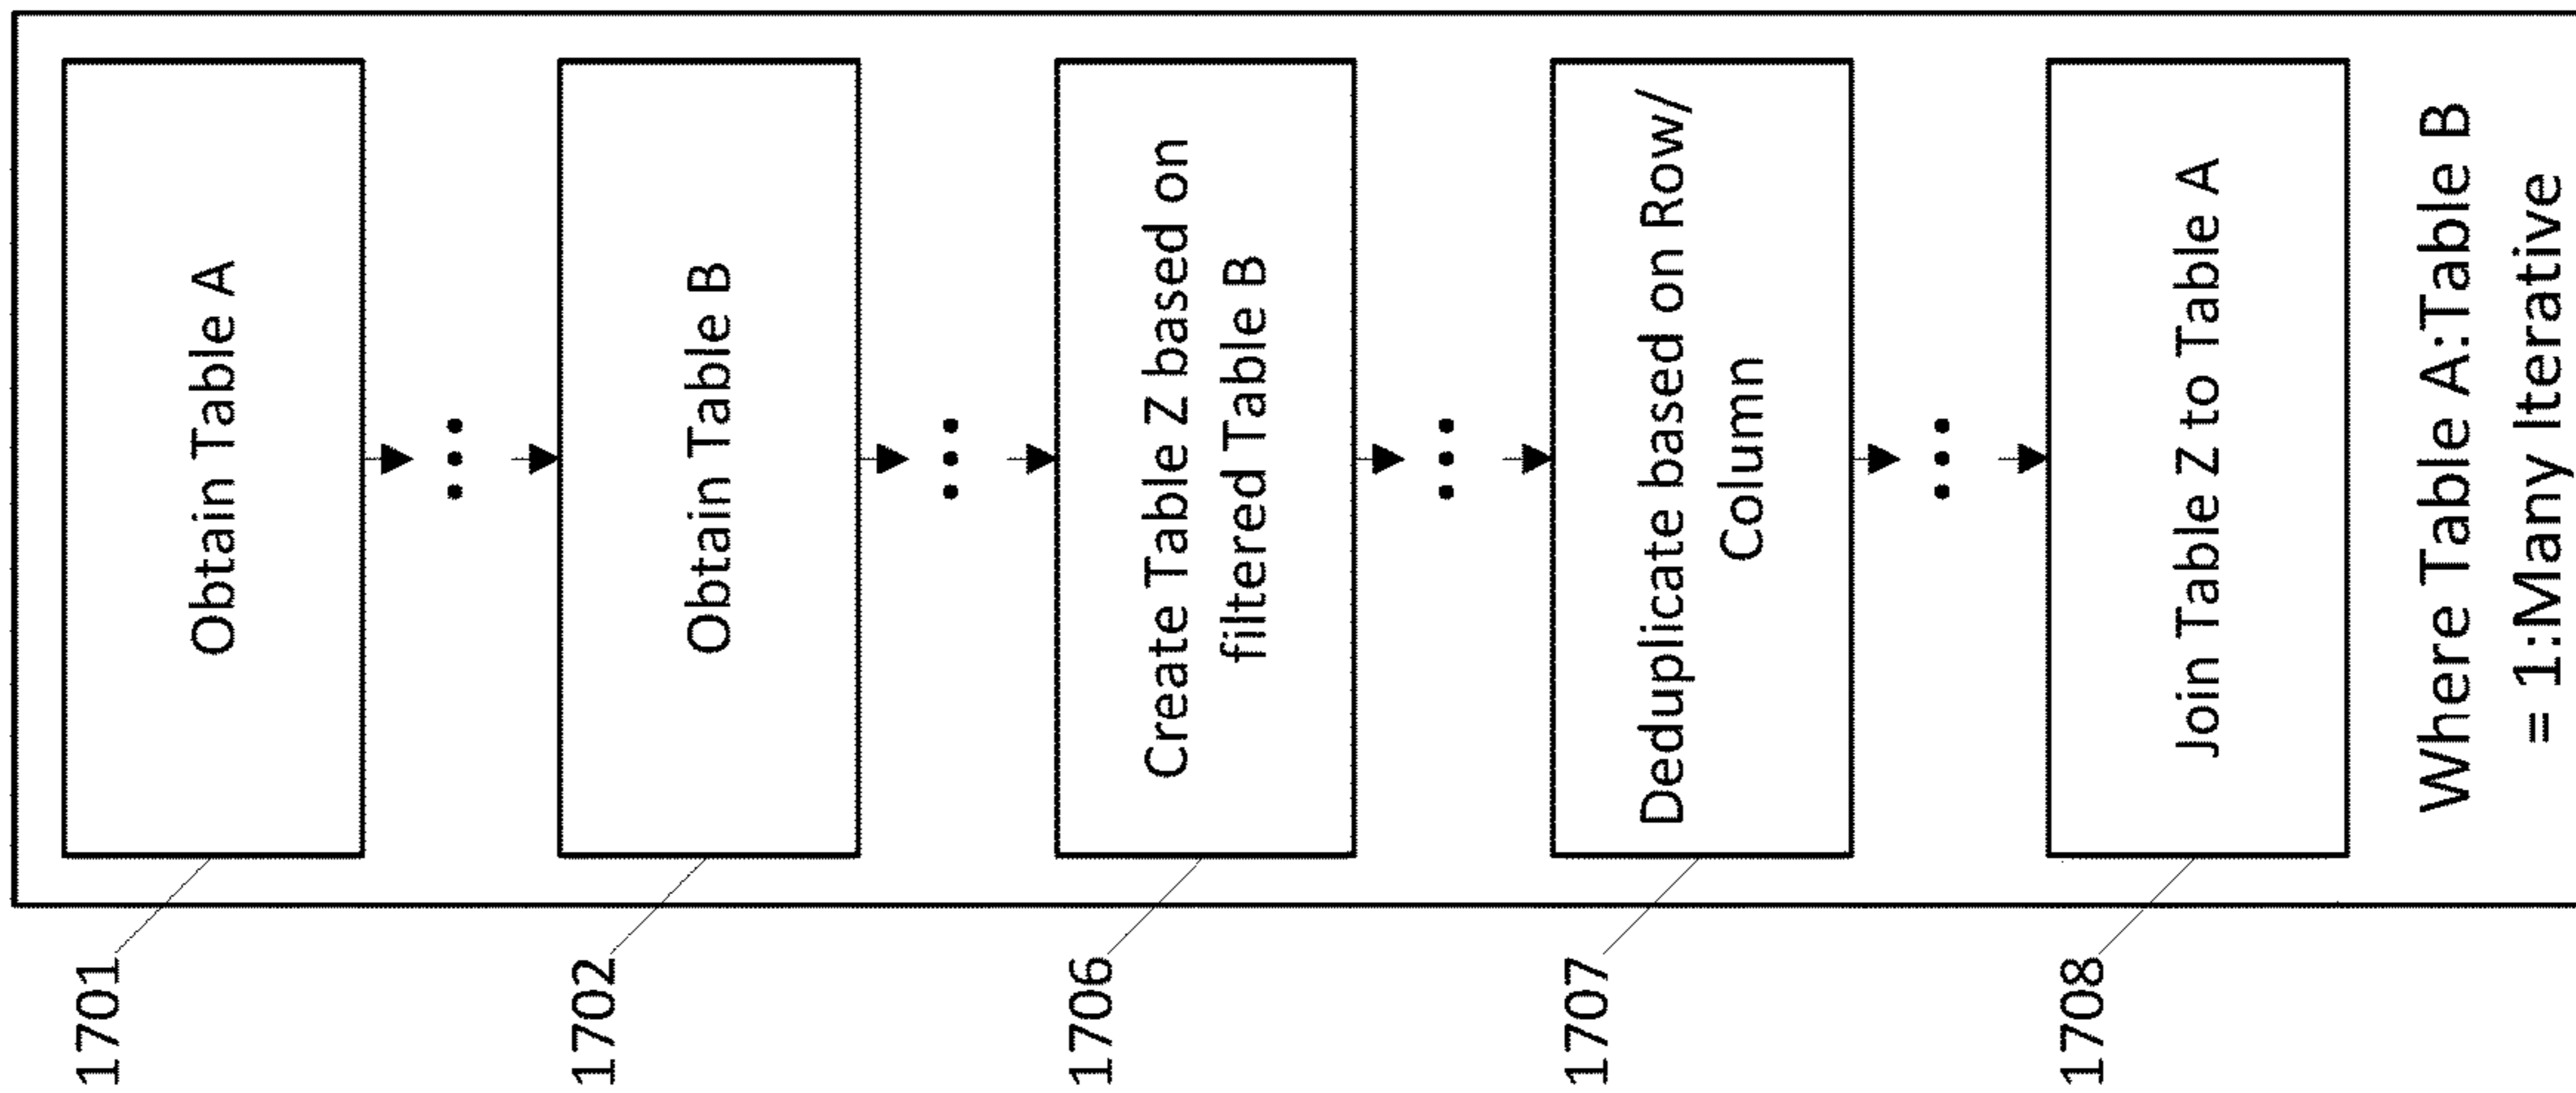 1701
Obtain Table A
1702
Obtain Table B
1706
Create Table Z based on
filtered Table B
1707
Deduplicate based on Row/
Column
1708
Join Table Z to Table A
Where Table A:Table B
= 1:Many Iterative